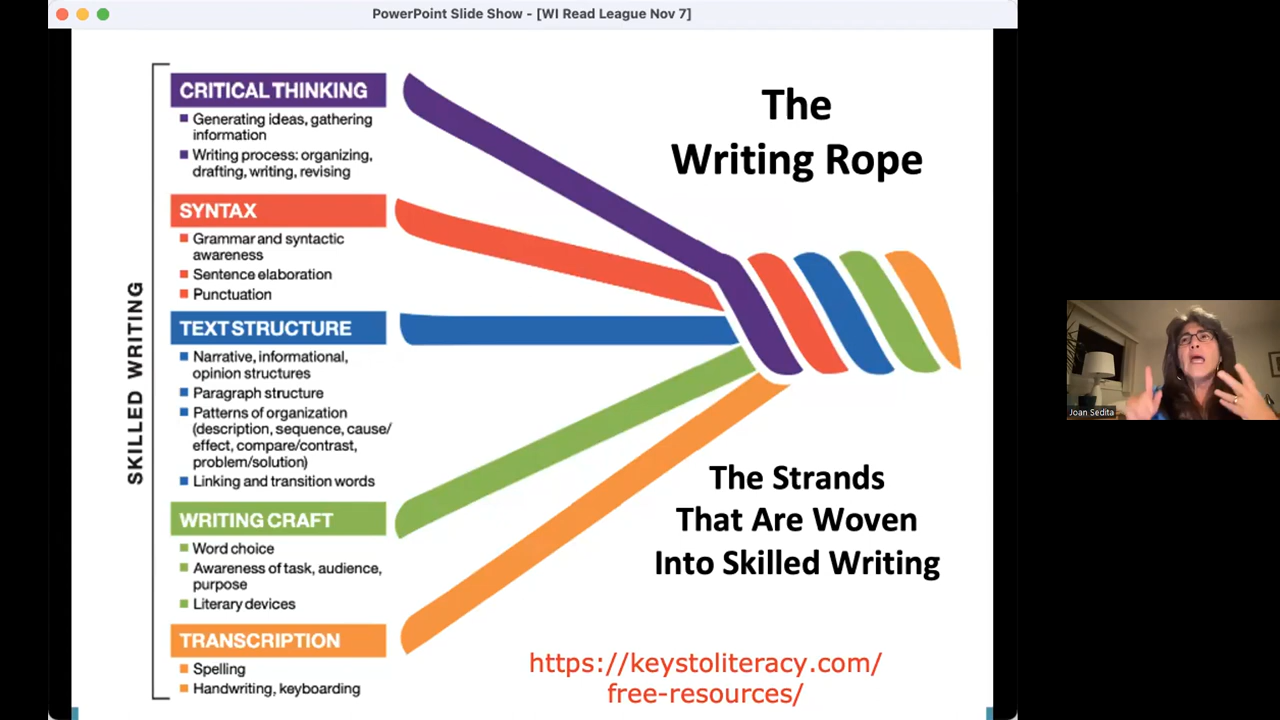 PowerPoint Slide Show - [WI Read League Nov 7]
SKILLED WRITING
CRITICAL THINKING
Generating ideas, gathering
information
Writing process: organizing,
drafting, writing, revising
SYNTAX
Grammar and syntactic
awareness
Sentence elaboration
Punctuation
TEXT STRUCTURE
Narrative, informational,
opinion structures
Paragraph structure
Patterns of organization
(description, sequence, cause/
effect, compare/contrast,
problem/solution)
Linking and transition words
WRITING CRAFT
Word choice
Awareness of task, audience,
purpose
Literary devices
TRANSCRIPTION
Spelling
Handwriting, keyboarding
The
Writing Rope
The Strands
That Are Woven
Into Skilled Writing
https://keystoliteracy.com/
free-resources/
Joan Sedita